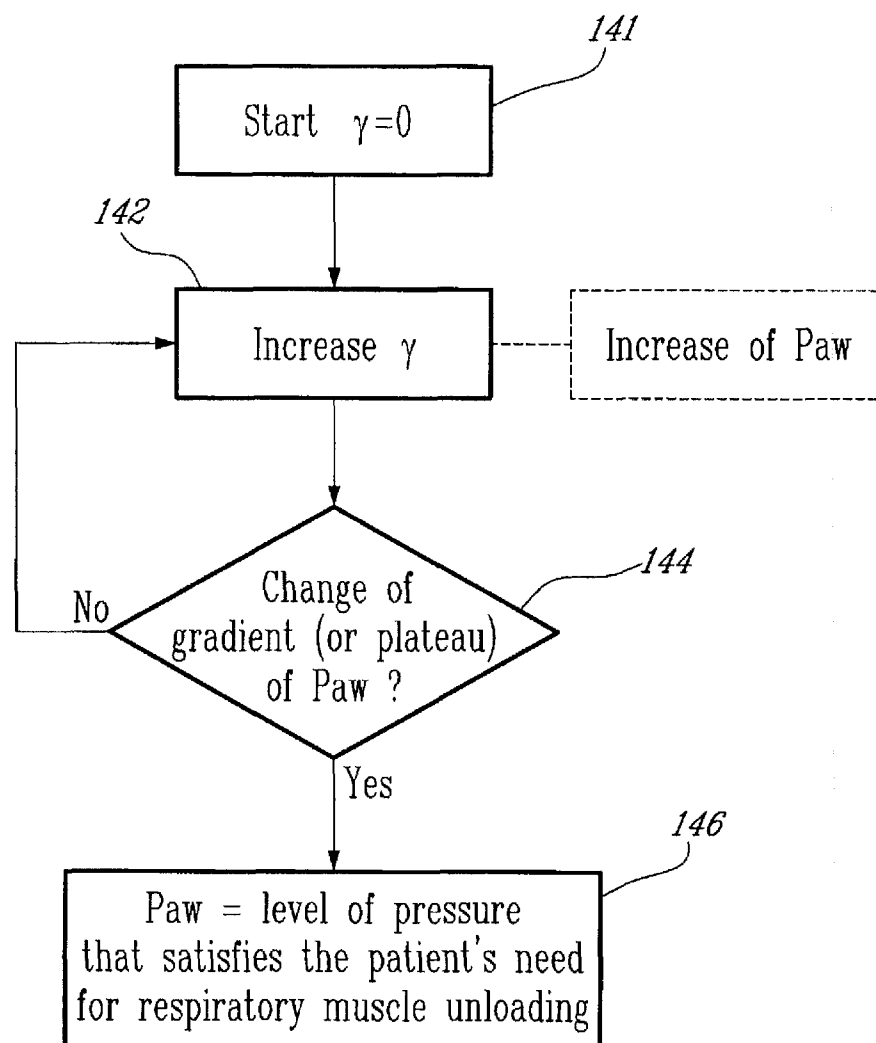 141
Start γ=0
142
Increase γ
Increase of Paw
144
No
Change of
gradient (or plateau)
of Paw ?
Yes
146
Paw = level of pressure
that satisfies the patient's need
for respiratory muscle unloading